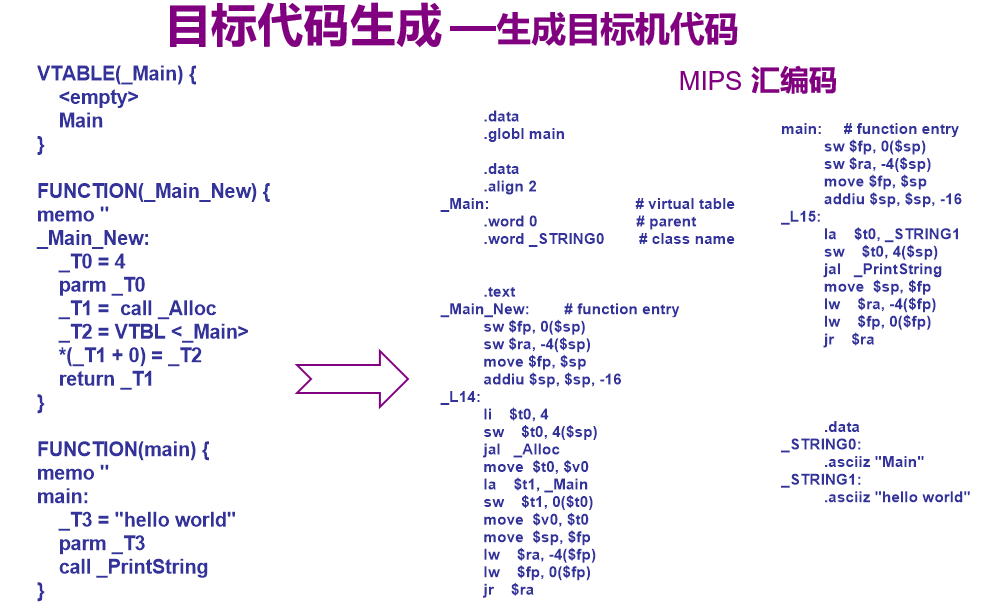 目标代码生成 —生成目标机代码
VTABLE(_Main) {
<empty>
Main
}
FUNCTION(_Main_New) {
memo ''
_Main_New:
_T0 = 4
parm _T0
_T1 = call _Alloc
_T2 = VTBL <_Main>
*(_T1 + 0) = _T2
return _T1
}
FUNCTION(main) {
memo ''
main:
_T3 = "hello world"
parm _T3
call _PrintString
}
MIPS 汇编码
.data
.globl main
.data
.align 2
_Main: # virtual table
.word 0 # parent
.word _STRING0 # class name
.text
_Main_New: # function entry
sw $fp, 0($sp)
sw $ra, -4($sp)
move $fp, $sp
addiu $sp, $sp, -16
_L14:
li $t0, 4
sw $t0, 4($sp)
jal _Alloc
move $t0, $v0
la $t1, _Main
sw $t1, 0($t0)
move $v0, $t0
move $sp, $fp
lw $ra, -4($fp)
lw $fp, 0($fp)
jr $ra
main: # function entry
sw $fp, 0($sp)
sw $ra, -4($sp)
move $fp, $sp
addiu $sp, $sp, -16
_L15:
la $t0, _STRING1
sw $t0, 4($sp)
jal _PrintString
move $sp, $fp
lw $ra, -4($fp)
lw $fp, 0($fp)
jr $ra
.data
_STRING0:
.asciiz "Main"
_STRING1:
.asciiz "hello world"